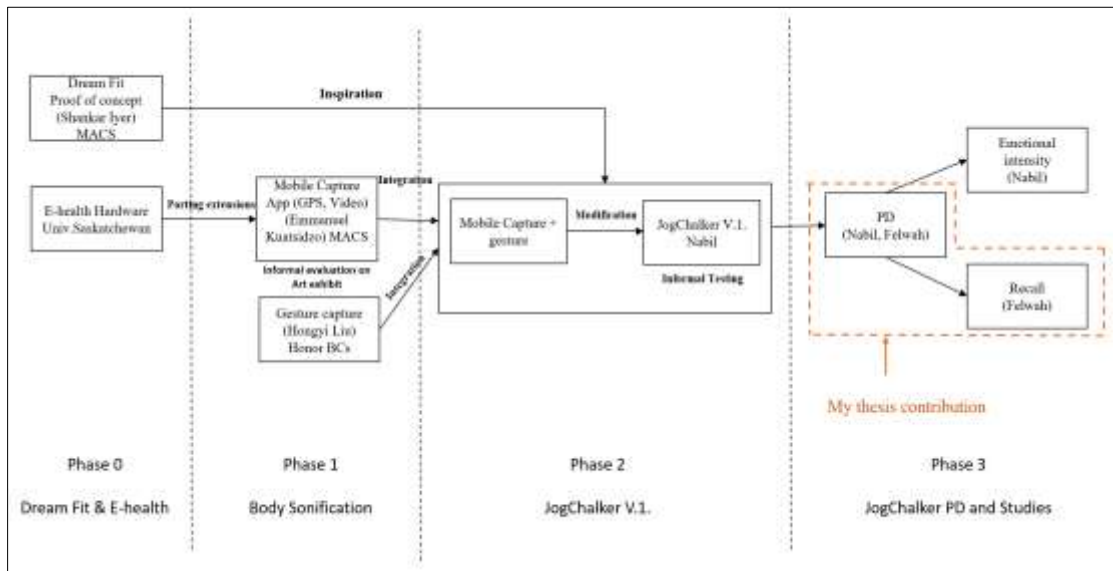 Dream Fit
Proof of concept
(Shankar Iyer)
MACS
Inspiration
E-health Hardware
Univ.Saskatchewan
Porting extensions
Mobile Capture
App (GPS, Video)
(Emmanuel
Kuatsidzo) MACS
Informal evaluation on
Art exhibit
Integration
Gesture capture
(Hongyi Lin)
Honor BCs
Integration
Mobile Capture +
gesture
Modification
JogChalker V.1.
Nabil
Informal Testing
Emotional
intensity
(Nabil)
PD
(Nabil, Felwah)
Recall
(Felwah)
My thesis contribution
Phase 0
Dream Fit & E-health
Phase 1
Body Sonification
Phase 2
JogChalker V.1.
Phase 3
JogChalker PD and Studies